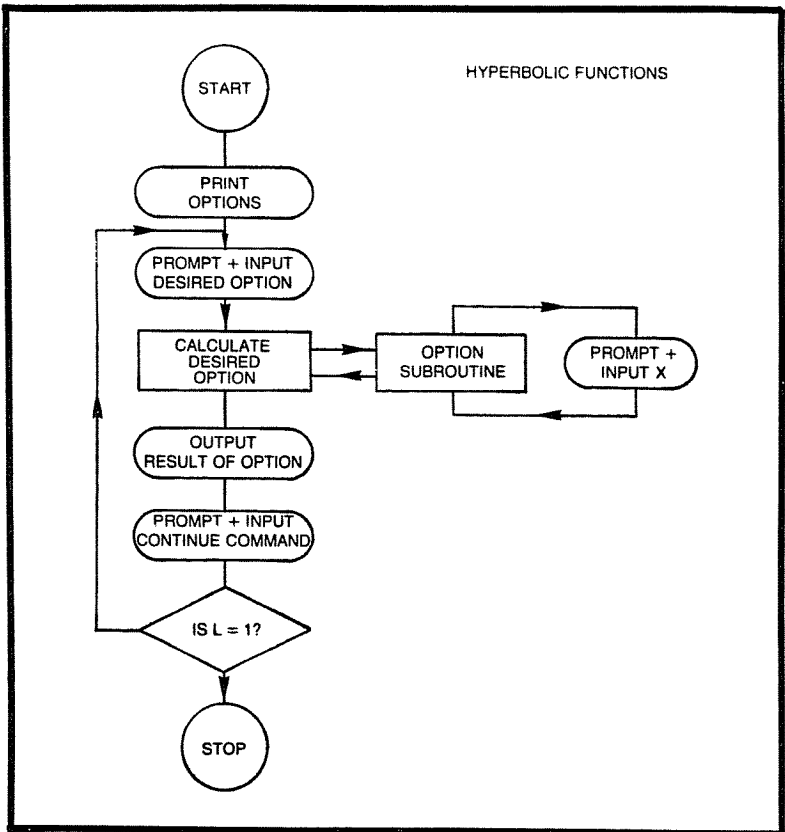 HYPERBOLIC FUNCTIONS
START
PRINT
OPTIONS
PROMPT + INPUT
DESIRED OPTION
CALCULATE
DESIRED
OPTION
OPTION
SUBROUTINE
PROMPT +
INPUT X
OUTPUT
RESULT OF OPTION
PROMPT + INPUT
CONTINUE COMMAND
IS L = 1?
STOP